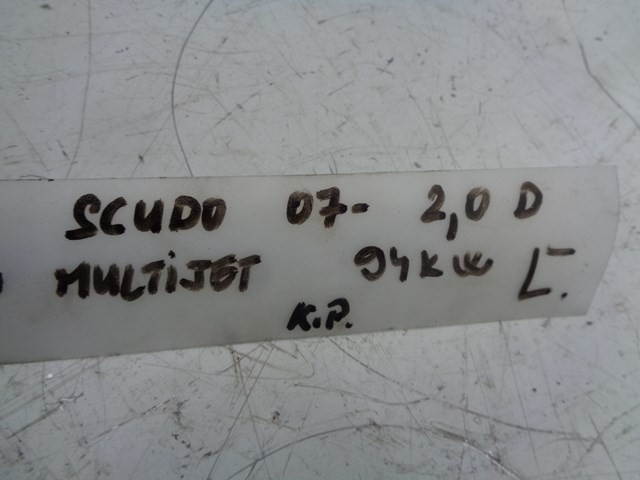 SCUDO 07- 2,0 D
MULTIJET 94KW L.
K.P.